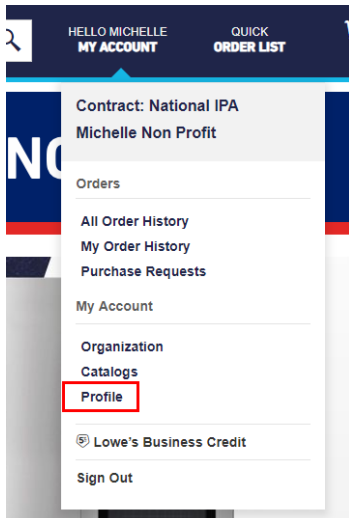 HELLO MICHELLE
MY ACCOUNT
QUICK
ORDER LIST
NO
Contract: National IPA
Michelle Non Profit
Orders
All Order History
My Order History
Purchase Requests
My Account
Organization
Catalogs
Profile
Lowe's Business Credit
Sign Out